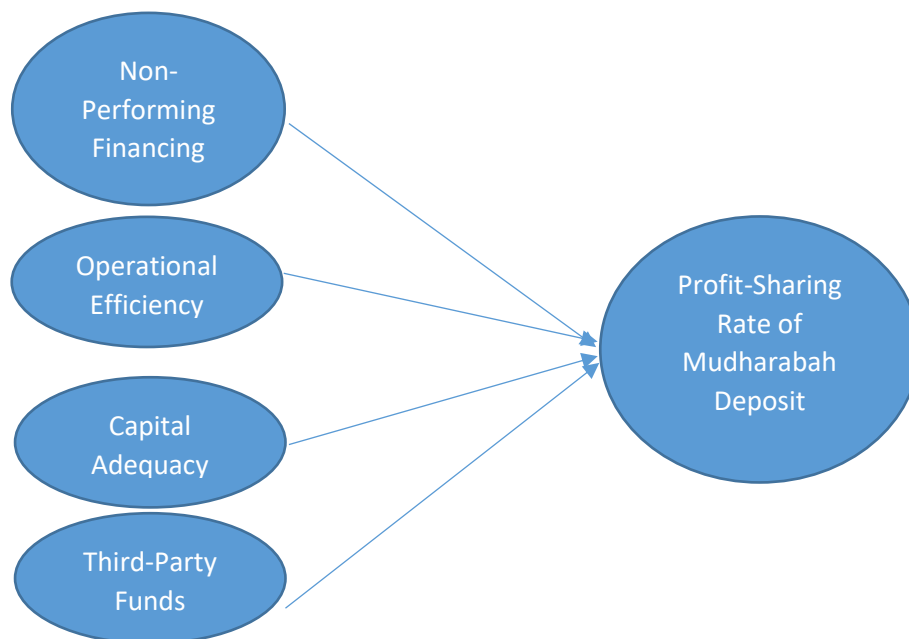 Non-
Performing
Financing
Operational
Efficiency
Capital
Adequacy
Third-Party
Funds
Profit-Sharing
Rate of
Mudharabah
Deposit